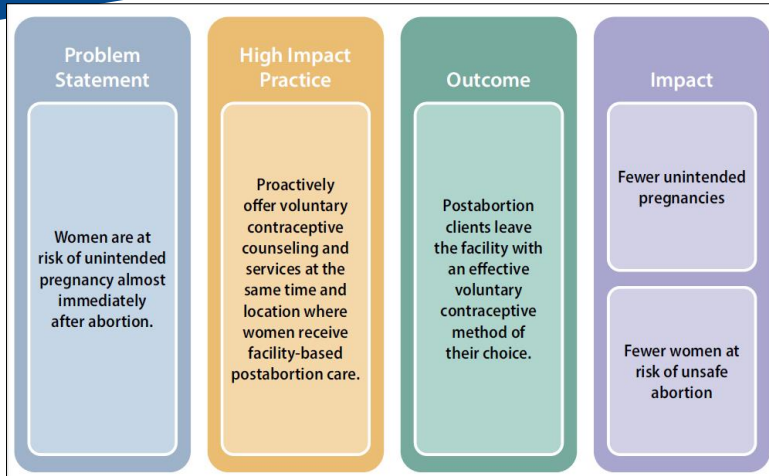 Problem
Statement
Women are at
risk of unintended
pregnancy almost
immediately
after abortion.
High Impact
Practice
Proactively
offer voluntary
contraceptive
counseling and
services at the
same time and
location where
women receive
facility-based
postabortion care.
Outcome
Postabortion
clients leave
the facility with
an effective
voluntary
contraceptive
method of
their choice.
Impact
Fewer unintended
pregnancies
Fewer women at
risk of unsafe
abortion